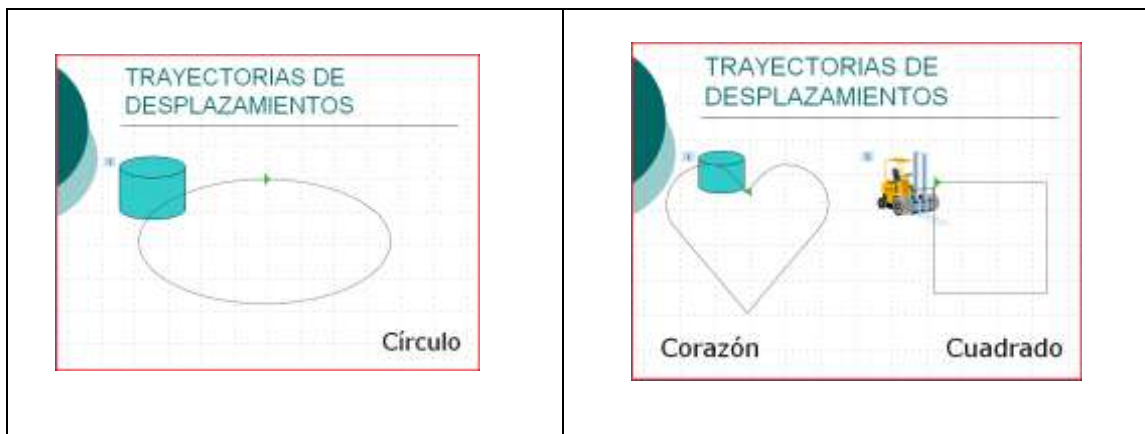 TRAYECTORIAS DE
DESPLAZAMIENTOS
Círculo
TRAYECTORIAS DE
DESPLAZAMIENTOS
Corazón
Cuadrado